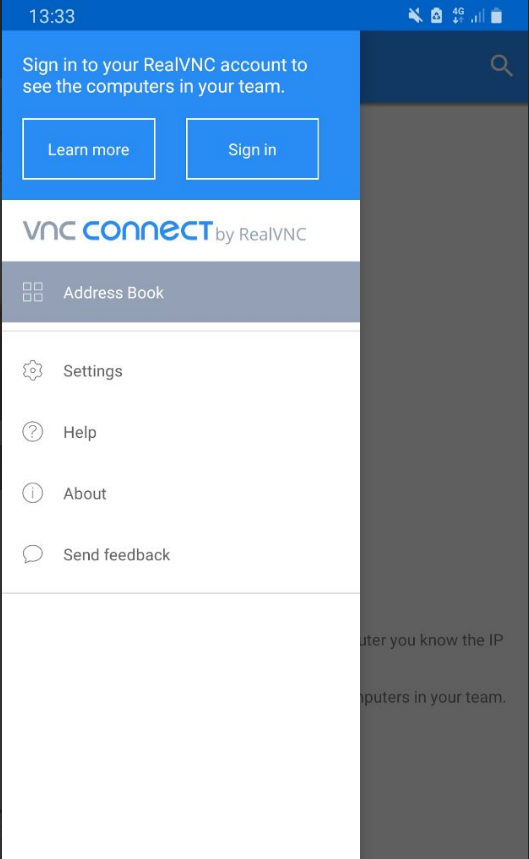 13:33
4G
Sign in to your RealVNC account to
see the computers in your team.
Learn more
Sign in
vnc connect by RealVNC
Address Book
Settings
Help
About
Send feedback
uter you know the IP
nputers in your team.